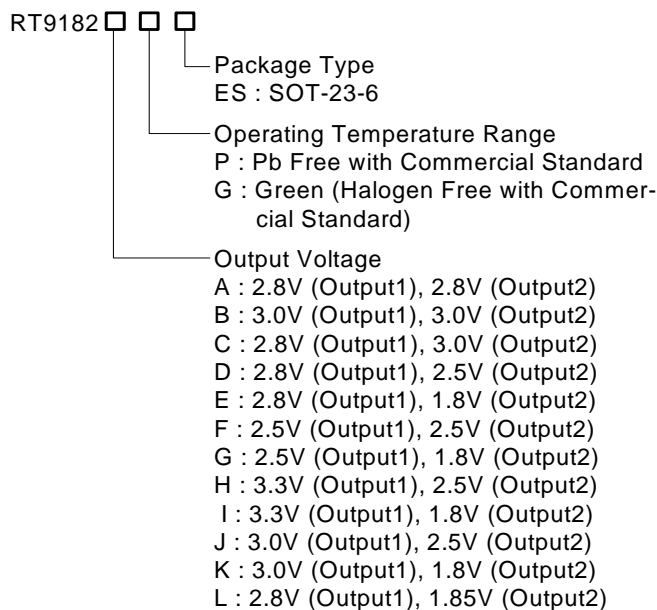 RT9182
Package Type
ES : SOT-23-6
Operating Temperature Range
P : Pb Free with Commercial Standard
G : Green (Halogen Free with Commer-
cial Standard)
Output Voltage
A : 2.8V (Output1), 2.8V (Output2)
B : 3.0V (Output1), 3.0V (Output2)
C : 2.8V (Output1), 3.0V (Output2)
D : 2.8V (Output1), 2.5V (Output2)
E : 2.8V (Output1), 1.8V (Output2)
F : 2.5V (Output1), 2.5V (Output2)
G : 2.5V (Output1), 1.8V (Output2)
H : 3.3V (Output1), 2.5V (Output2)
I : 3.3V (Output1), 1.8V (Output2)
J : 3.0V (Output1), 2.5V (Output2)
K : 3.0V (Output1), 1.8V (Output2)
L : 2.8V (Output1), 1.85V (Output2)